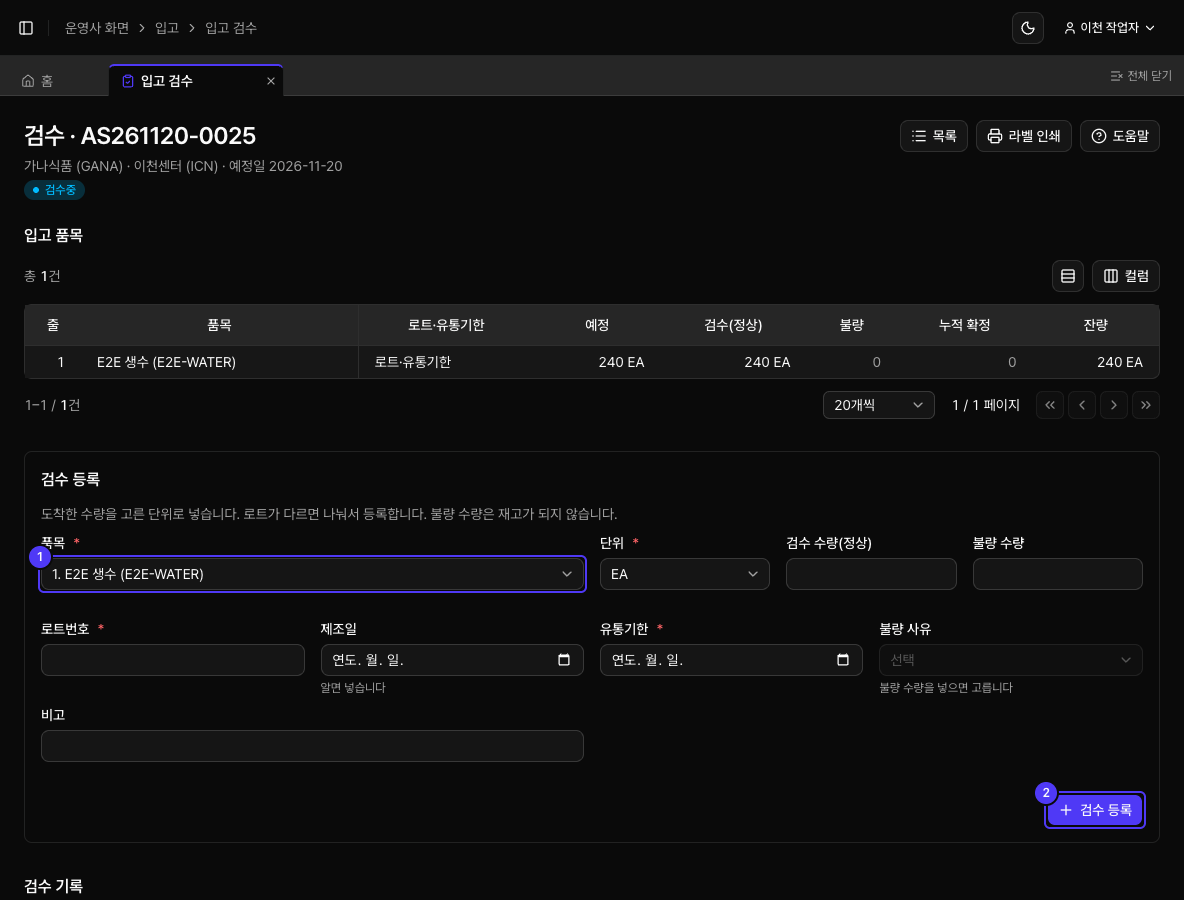 운영사 화면 > 입고 > 입고 검수
이천 작업자
홈
입고 검수
전체 닫기
검수 · AS261120-0025
목록
라벨 인쇄
도움말
가나식품 (GANA) · 이천센터 (ICN) · 예정일 2026-11-20
검수중
입고 품목
총 1건
컬럼
줄 품목 로트·유통기한 예정 검수(정상) 불량 누적 확정 잔량
1 E2E 생수 (E2E-WATER) 로트·유통기한 240 EA 240 EA 0 0 240 EA
1–1 / 1건
20개씩
1 / 1 페이지
검수 등록
도착한 수량을 고른 단위로 넣습니다. 로트가 다르면 나눠서 등록합니다. 불량 수량은 재고가 되지 않습니다.
품목 * 단위 * 검수 수량(정상) 불량 수량
1
1. E2E 생수 (E2E-WATER) EA
로트번호 * 제조일 유통기한 * 불량 사유
연도. 월. 일. 연도. 월. 일. 선택
알면 넣습니다 불량 수량을 넣으면 고릅니다
비고
2
+ 검수 등록
검수 기록